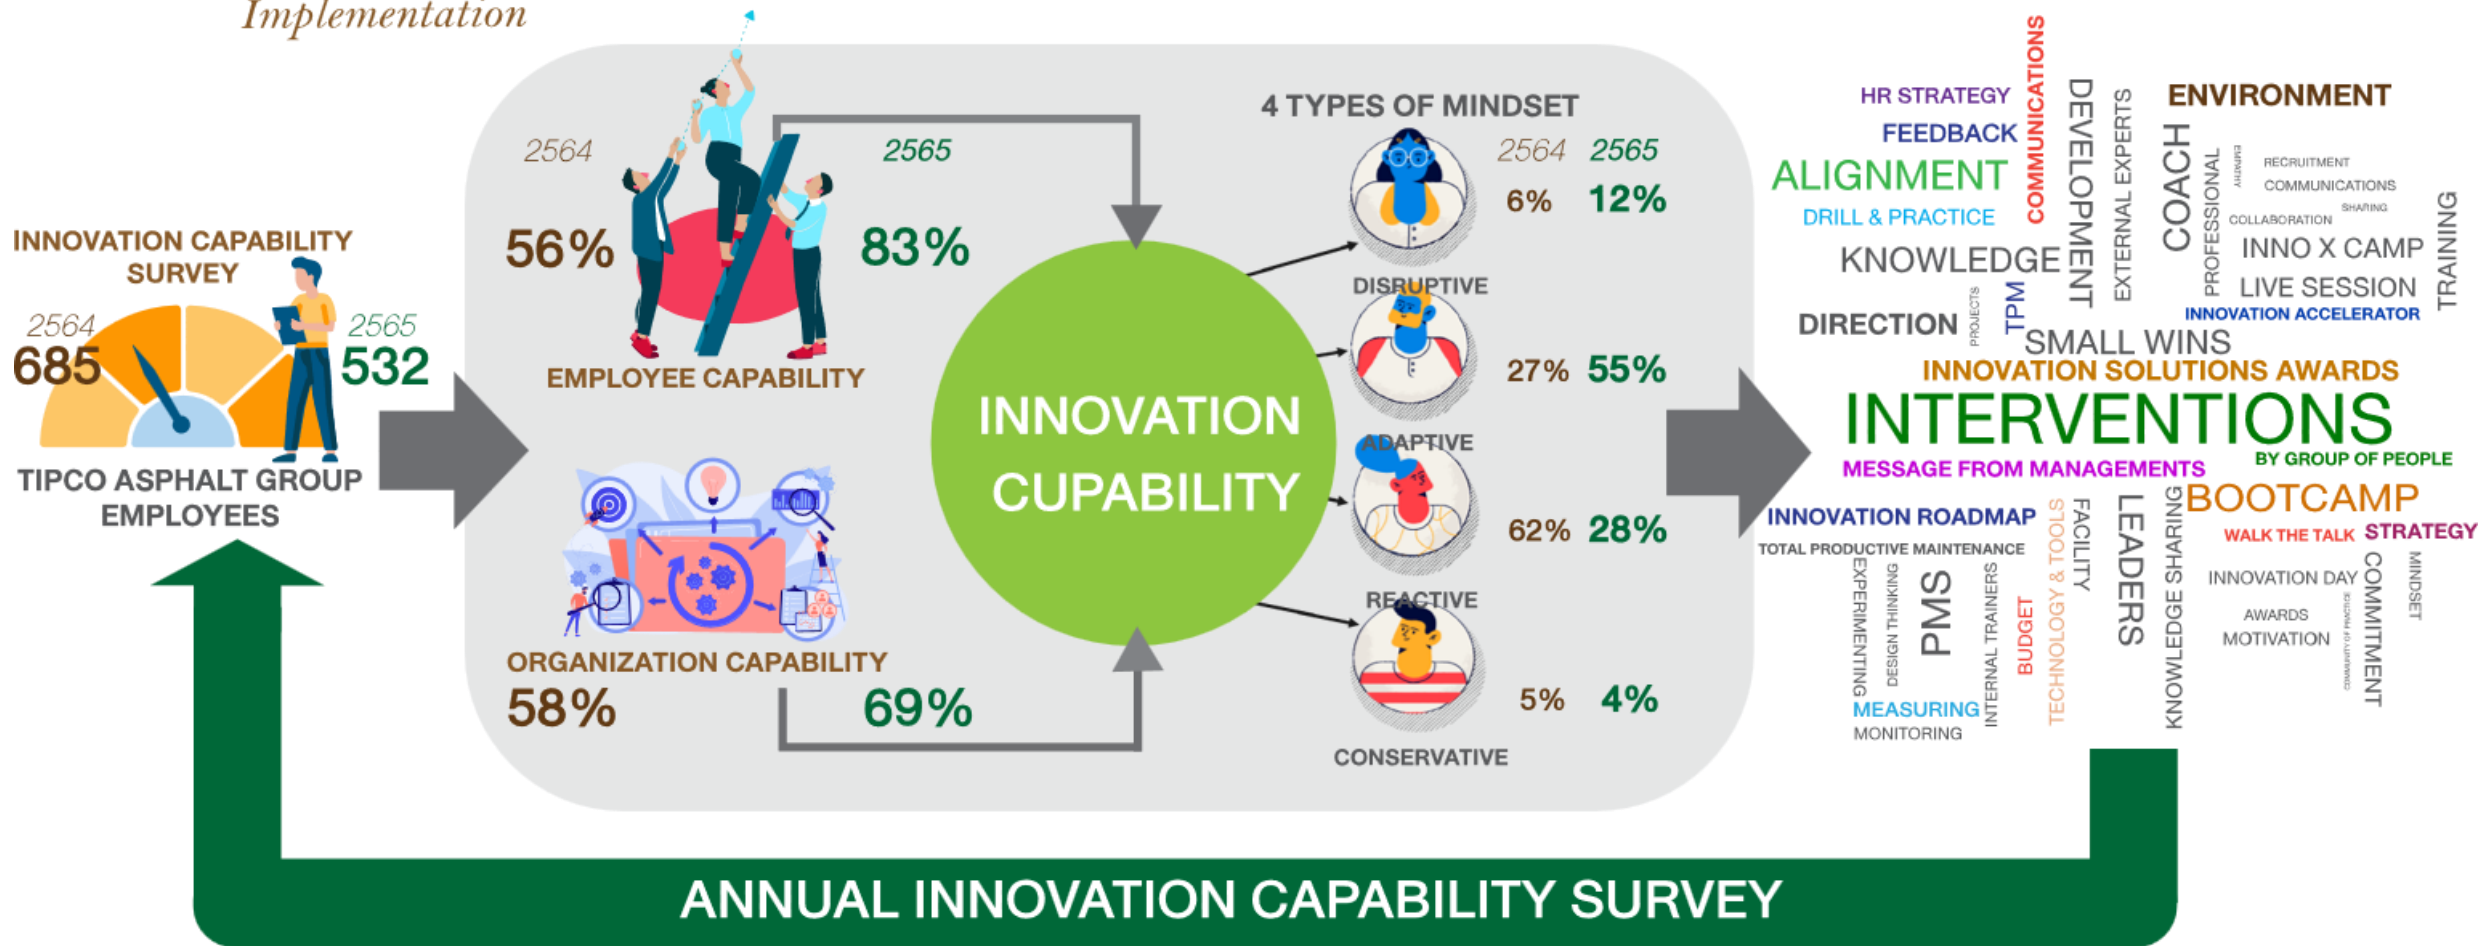 Implementation
INNOVATION CAPABILITY
SURVEY
2564
685
2565
532
TIPCO ASPHALT GROUP
EMPLOYEES
2564
56%
2565
83%
EMPLOYEE CAPABILITY
ORGANIZATION CAPABILITY
58%
69%
INNOVATION
CUPABILITY
4 TYPES OF MINDSET
2564 2565
6% 12%
DISRUPTIVE
27% 55%
ADAPTIVE
62% 28%
REACTIVE
5% 4%
CONSERVATIVE
HR STRATEGY
FEEDBACK
ALIGNMENT
DRILL & PRACTICE
COMMUNICATIONS
DEVELOPMENT
EXTERNAL EXPERTS
KNOWLEDGE
DIRECTION
PROJECTS
TPM
ENVIRONMENT
COACH
PROFESSIONAL
EMPATHY
RECRUITMENT
COMMUNICATIONS
SHARING
COLLABORATION
INNO X CAMP
LIVE SESSION
TRAINING
INNOVATION ACCELERATOR
SMALL WINS
INNOVATION SOLUTIONS AWARDS
INTERVENTIONS
BY GROUP OF PEOPLE
MESSAGE FROM MANAGEMENTS
BOOTCAMP
INNOVATION ROADMAP
TOTAL PRODUCTIVE MAINTENANCE
EXPERIMENTING
DESIGN THINKING
PMS
INTERNAL TRAINERS
BUDGET
TECHNOLOGY & TOOLS
FACILITY
LEADERS
KNOWLEDGE SHARING
MEASURING
MONITORING
WALK THE TALK
STRATEGY
INNOVATION DAY
AWARDS
MOTIVATION
COMMUNITY OF PRACTICE
COMMITMENT
MINDSET
ANNUAL INNOVATION CAPABILITY SURVEY